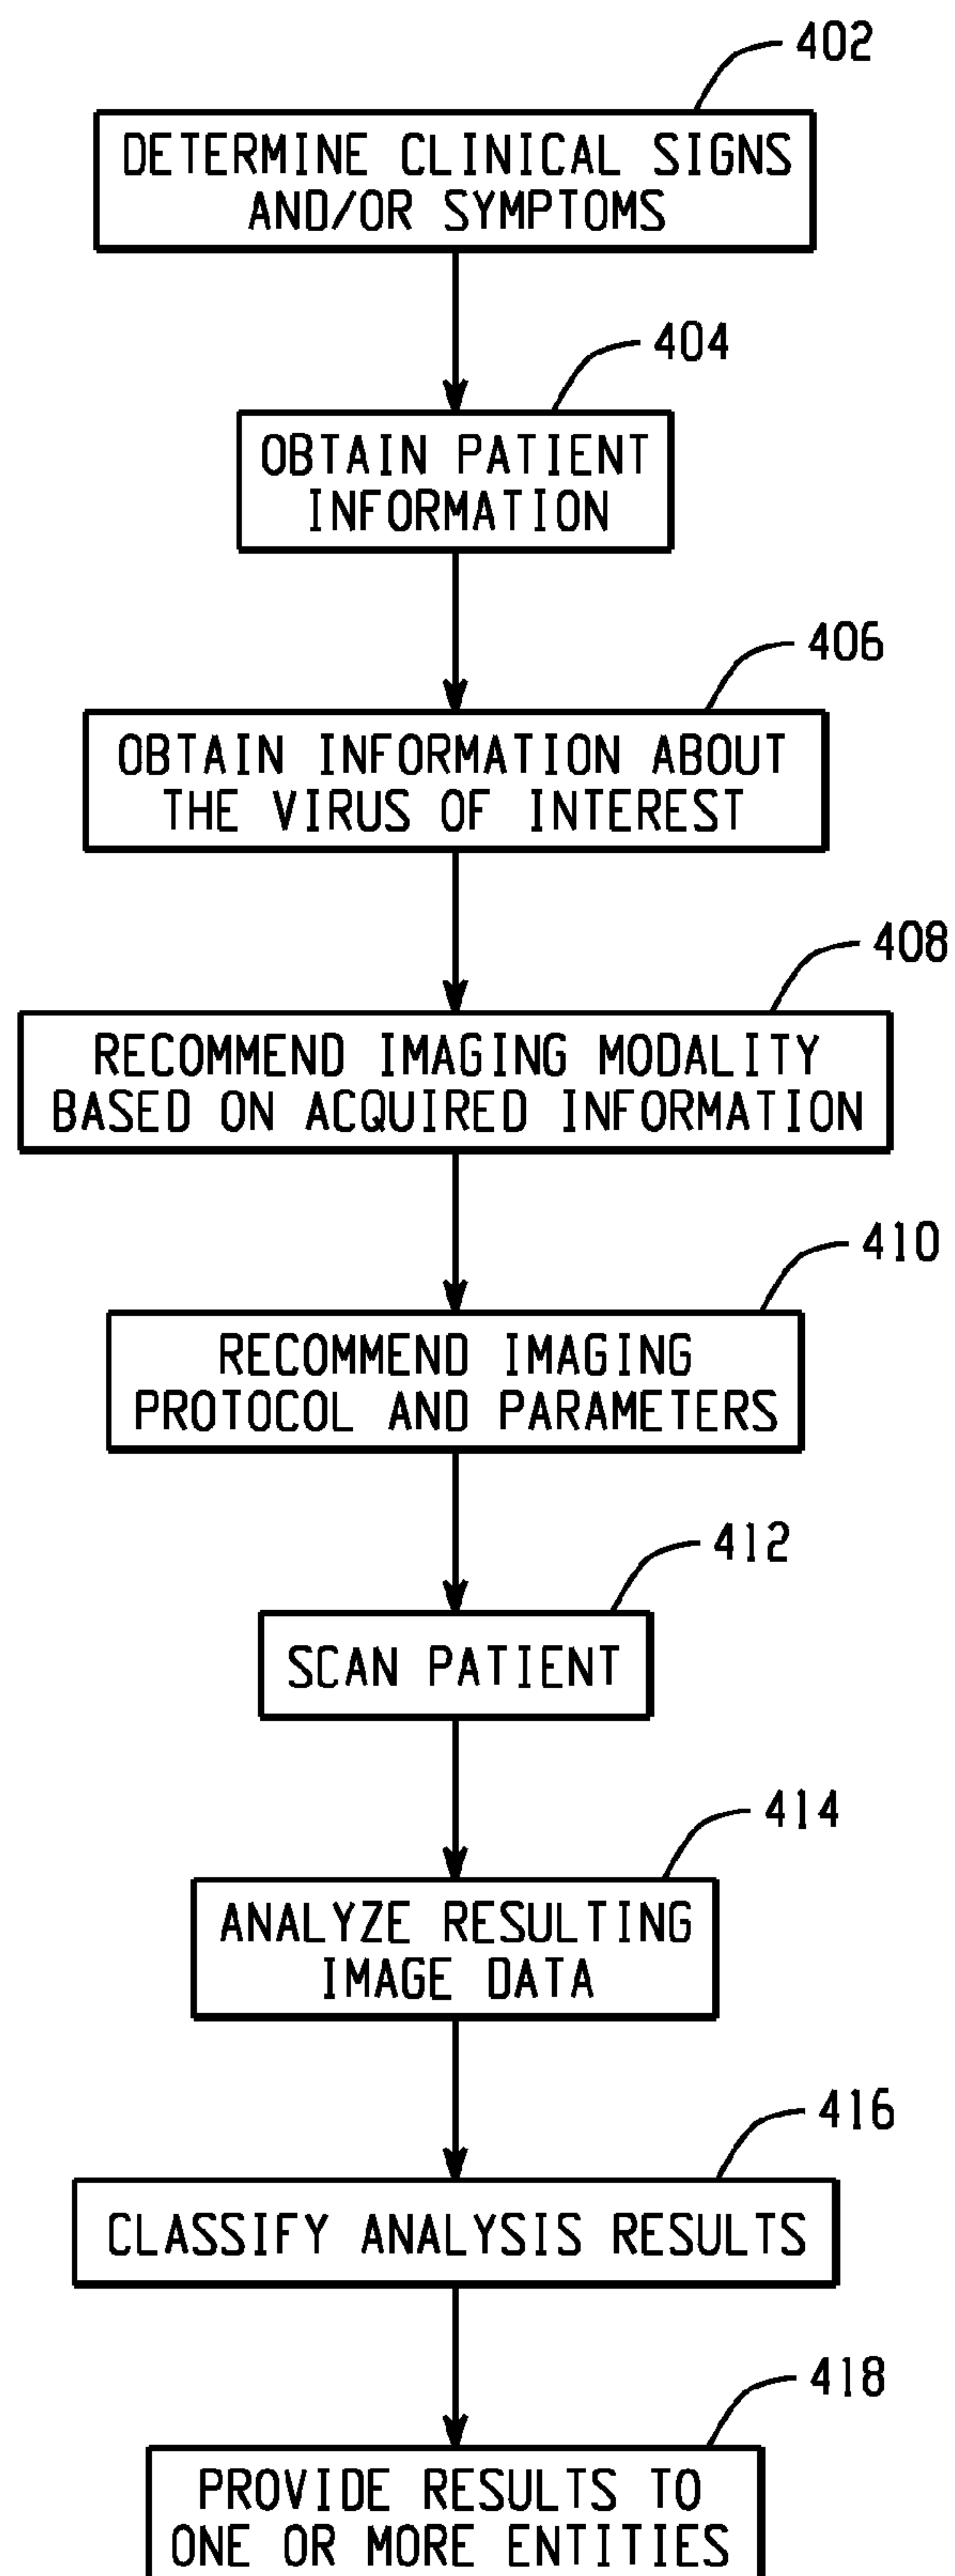 402
DETERMINE CLINICAL SIGNS
AND/OR SYMPTOMS
404
OBTAIN PATIENT
INFORMATION
406
OBTAIN INFORMATION ABOUT
THE VIRUS OF INTEREST
408
RECOMMEND IMAGING MODALITY
BASED ON ACQUIRED INFORMATION
410
RECOMMEND IMAGING
PROTOCOL AND PARAMETERS
412
SCAN PATIENT
414
ANALYZE RESULTING
IMAGE DATA
416
CLASSIFY ANALYSIS RESULTS
418
PROVIDE RESULTS TO
ONE OR MORE ENTITIES